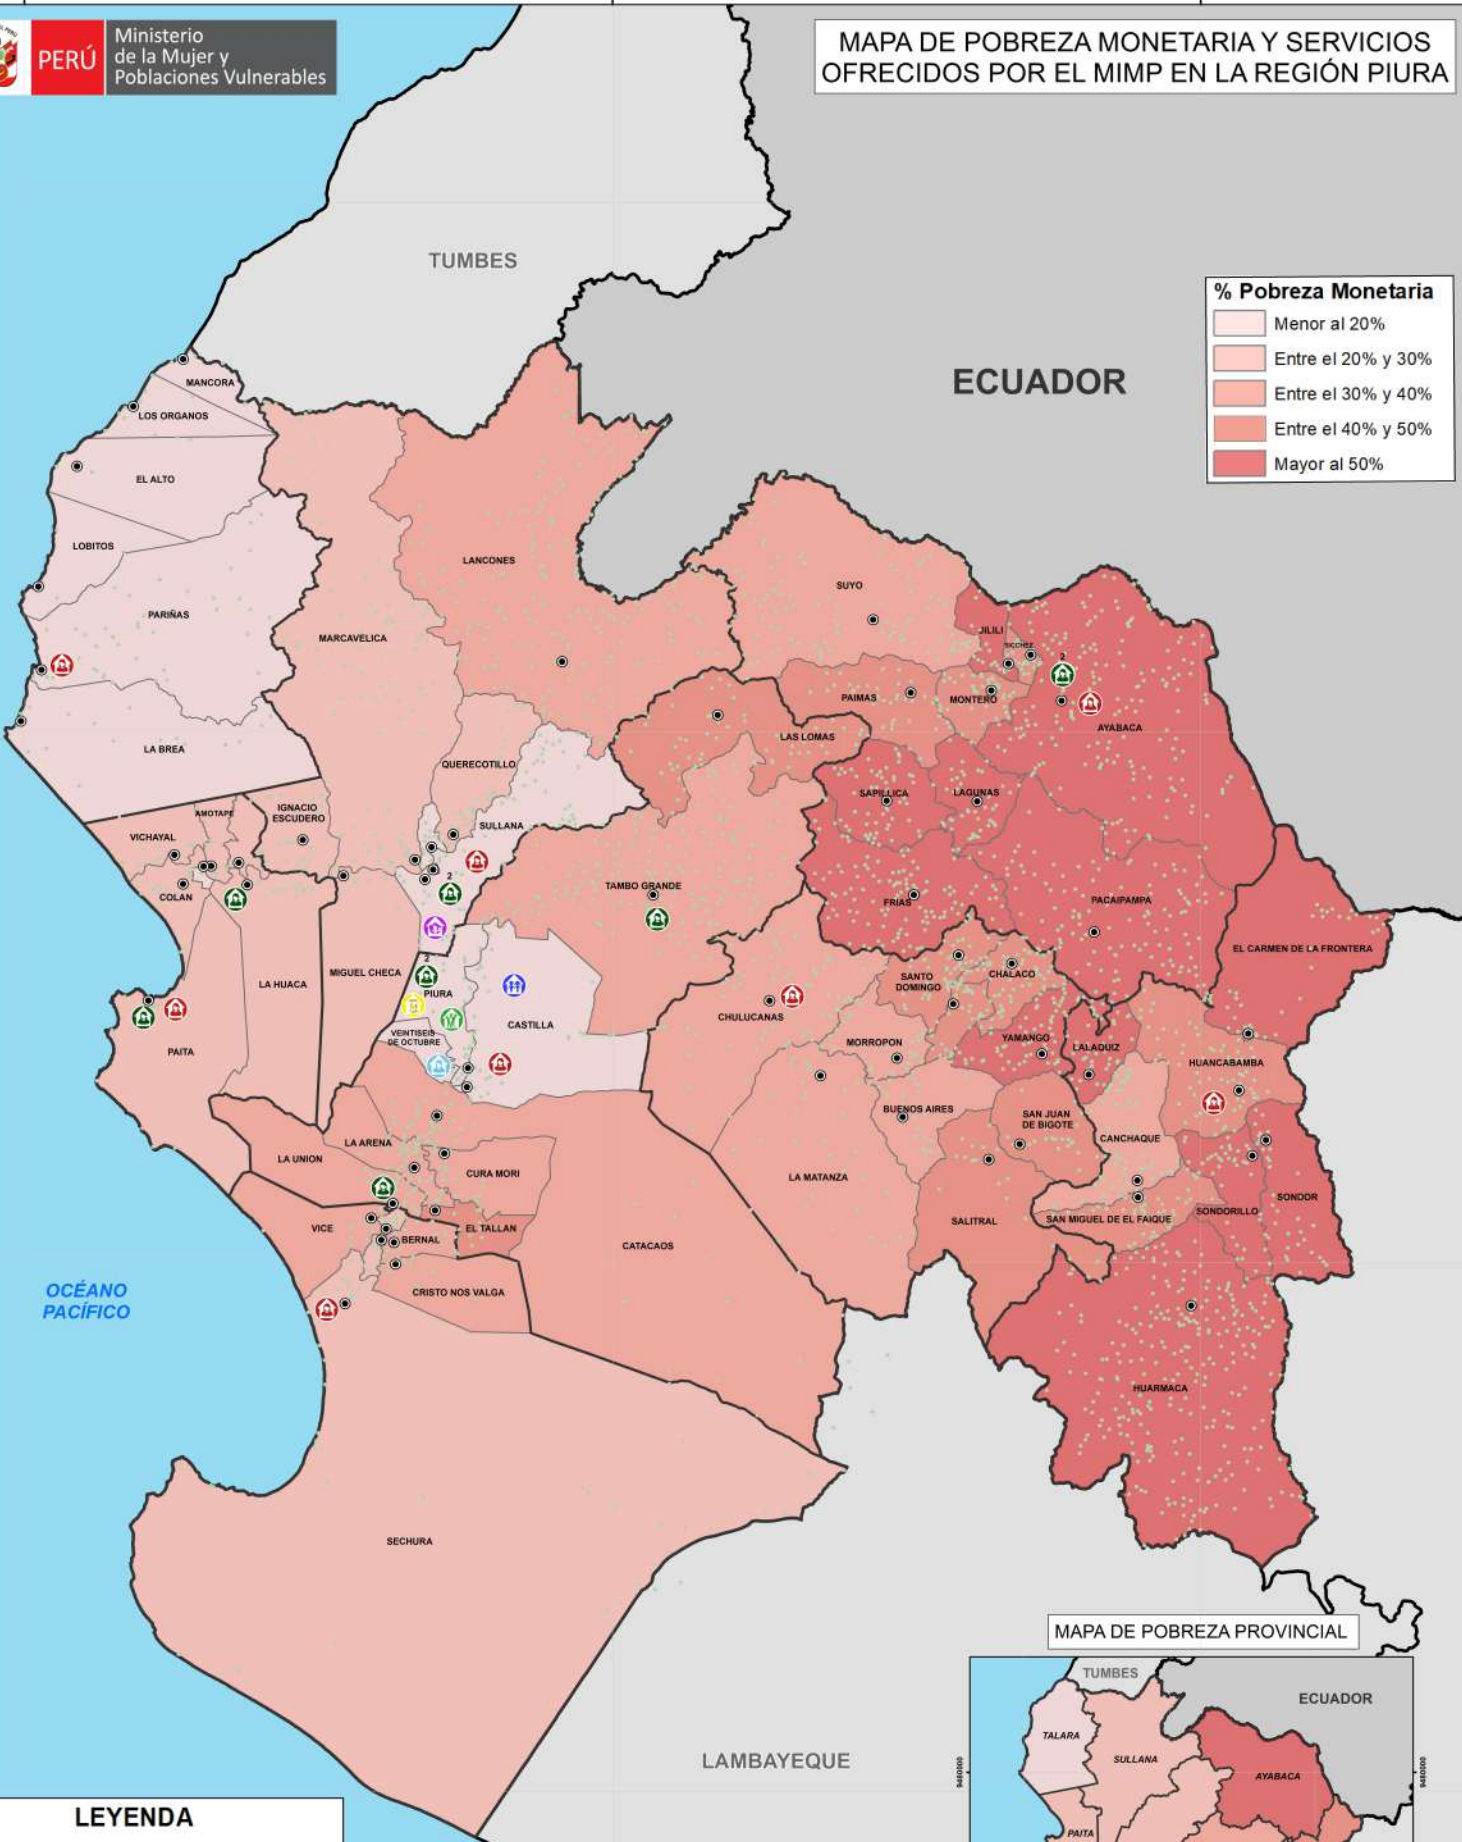 PERÚ
Ministerio
de la Mujer y
Poblaciones Vulnerables
MAPA DE POBREZA MONETARIA Y SERVICIOS
OFRECIDOS POR EL MIMP EN LA REGIÓN PIURA
TUMBES
ECUADOR
% Pobreza Monetaria
Menor al 20%
Entre el 20% y 30%
Entre el 30% y 40%
Entre el 40% y 50%
Mayor al 50%
MANCORA
LOS ORGANOS
EL ALTO
LOBITOS
PARIÑAS
LA BREA
MARCAVELICA
LANCONES
SUYO
JILILI
SICCHEZ
2
PAIMAS
MONTERO
AYABACA
LAS LOMAS
QUERECOTILLO
SAPILLICA
LAGUNAS
IGNACIO
ESCUDERO
AMOTAPE
VICHAYAL
SULLANA
2
COLAN
TAMBO GRANDE
FRIAS
PACAIPAMPA
EL CARMEN DE LA FRONTERA
LA HUACA
MIGUEL CHECA
2
PIURA
SANTO
DOMINGO
CHALACO
CASTILLA
CHULUCANAS
VEINTISEIS
DE OCTUBRE
PAITA
MORROPON
YAMANGO
LALAQUIZ
HUANCABAMBA
BUENOS AIRES
SAN JUAN
DE BIGOTE
CANCHAQUE
LA ARENA
LA UNION
CURA MORI
LA MATANZA
SONDOR
SONDORILLO
SALITRAL
SAN MIGUEL DE EL FAIQUE
VICE
EL TALLAN
BERNAL
CATACAOS
CRISTO NOS VALGA
OCÉANO
PACÍFICO
HUARMACA
SECHURA
LAMBAYEQUE
MAPA DE POBREZA PROVINCIAL
TUMBES
ECUADOR
TALARA
SULLANA
AYABACA
PAITA
9480000
9480000
LEYENDA